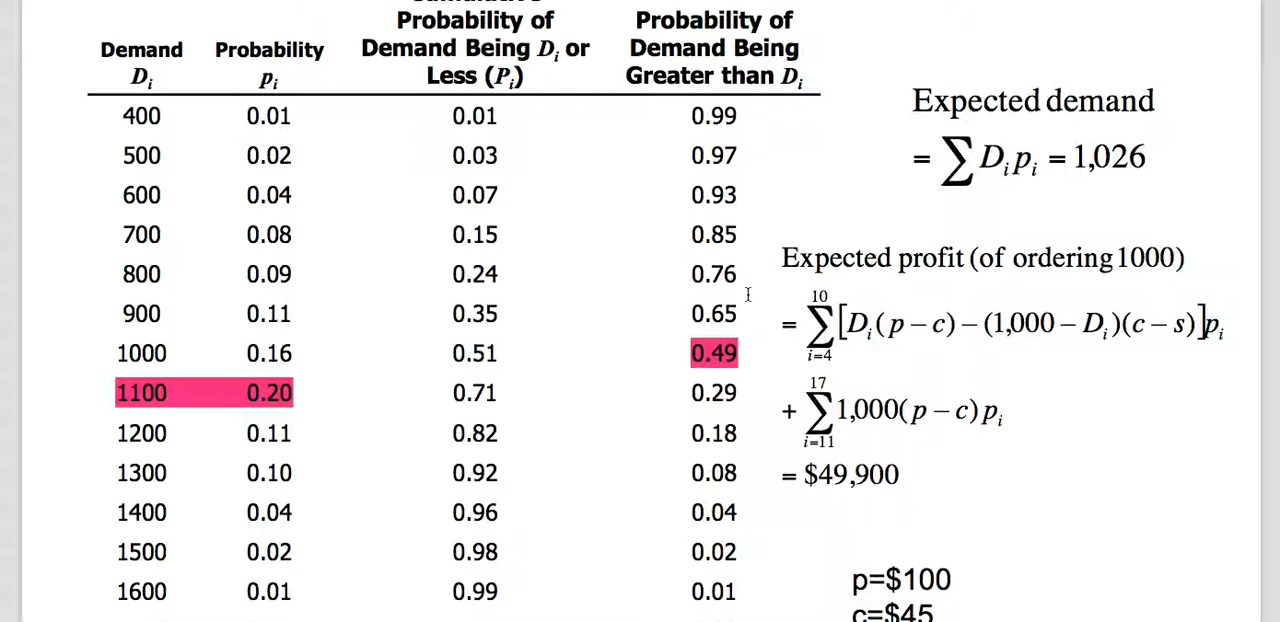 Probability of Probability of
Demand Probability Demand Being Dᵢ or Demand Being
Dᵢ pᵢ Less (Pᵢ) Greater than Dᵢ
400 0.01 0.01 0.99
500 0.02 0.03 0.97
600 0.04 0.07 0.93
700 0.08 0.15 0.85
800 0.09 0.24 0.76
900 0.11 0.35 0.65
1000 0.16 0.51 0.49
1100 0.20 0.71 0.29
1200 0.11 0.82 0.18
1300 0.10 0.92 0.08
1400 0.04 0.96 0.04
1500 0.02 0.98 0.02
1600 0.01 0.99 0.01
Expected demand
= ∑ Dᵢpᵢ = 1,026
Expected profit (of ordering 1000)
10
= ∑ [Dᵢ(p – c) – (1,000 – Dᵢ)(c – s)]pᵢ
i=4
17
+ ∑ 1,000(p – c)pᵢ
i=11
= $49,900
p=$100
c=$45